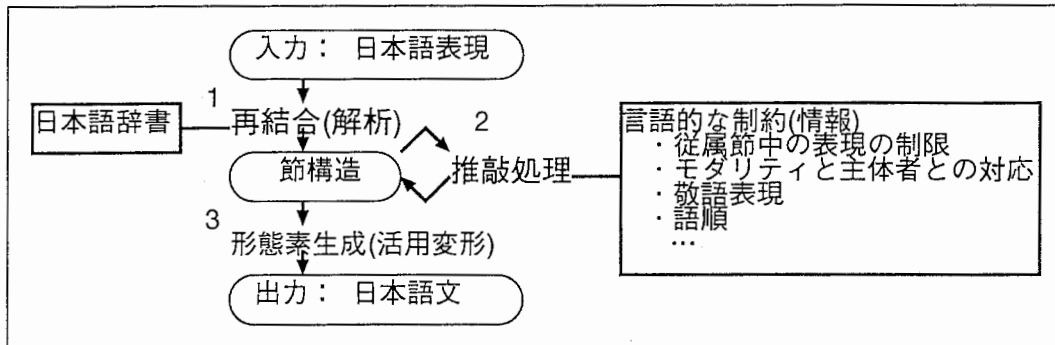 入力： 日本語表現
1
日本語辞書
再結合(解析)
2
節構造
推敲処理
言語的な制約(情報)
・従属節中の表現の制限
・モダリティと主体者との対応
・敬語表現
・語順
…
3
形態素生成(活用変形)
出力： 日本語文